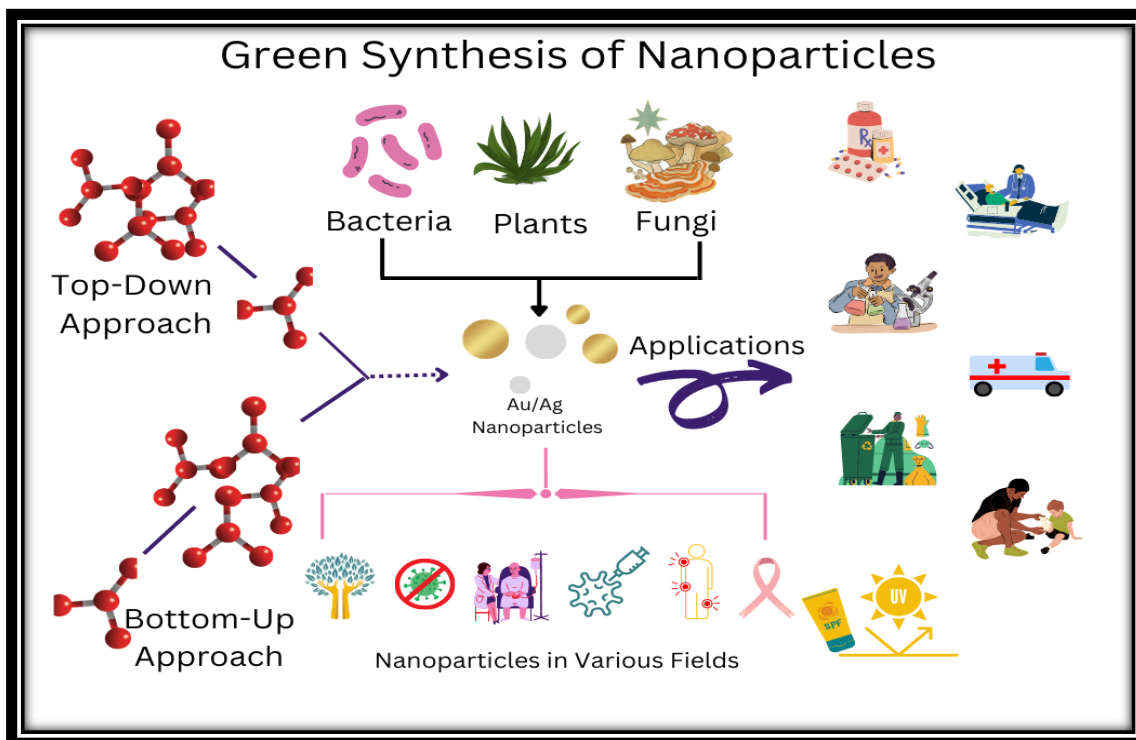 Green Synthesis of Nanoparticles
Bacteria
Plants
Fungi
Rx
Top-Down
Approach
Applications
Au/Ag
Nanoparticles
Bottom-Up
Approach
Nanoparticles in Various Fields
SPF
UV